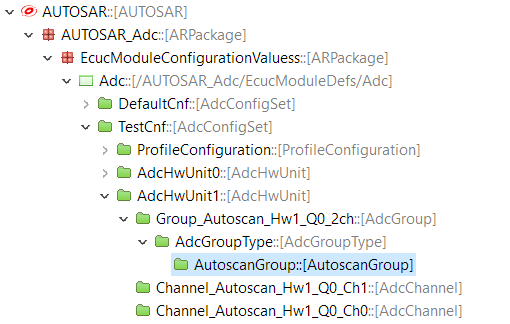 AUTOSAR::[AUTOSAR]
AUTOSAR_Adc::[ARPackage]
EcucModuleConfigurationValuess::[ARPackage]
Adc::[/AUTOSAR_Adc/EcucModuleDefs/Adc]
DefaultCnf::[AdcConfigSet]
TestCnf::[AdcConfigSet]
ProfileConfiguration::[ProfileConfiguration]
AdcHwUnit0::[AdcHwUnit]
AdcHwUnit1::[AdcHwUnit]
Group_Autoscan_Hw1_Q0_2ch::[AdcGroup]
AdcGroupType::[AdcGroupType]
AutoscanGroup::[AutoscanGroup]
Channel_Autoscan_Hw1_Q0_Ch1::[AdcChannel]
Channel_Autoscan_Hw1_Q0_Ch0::[AdcChannel]